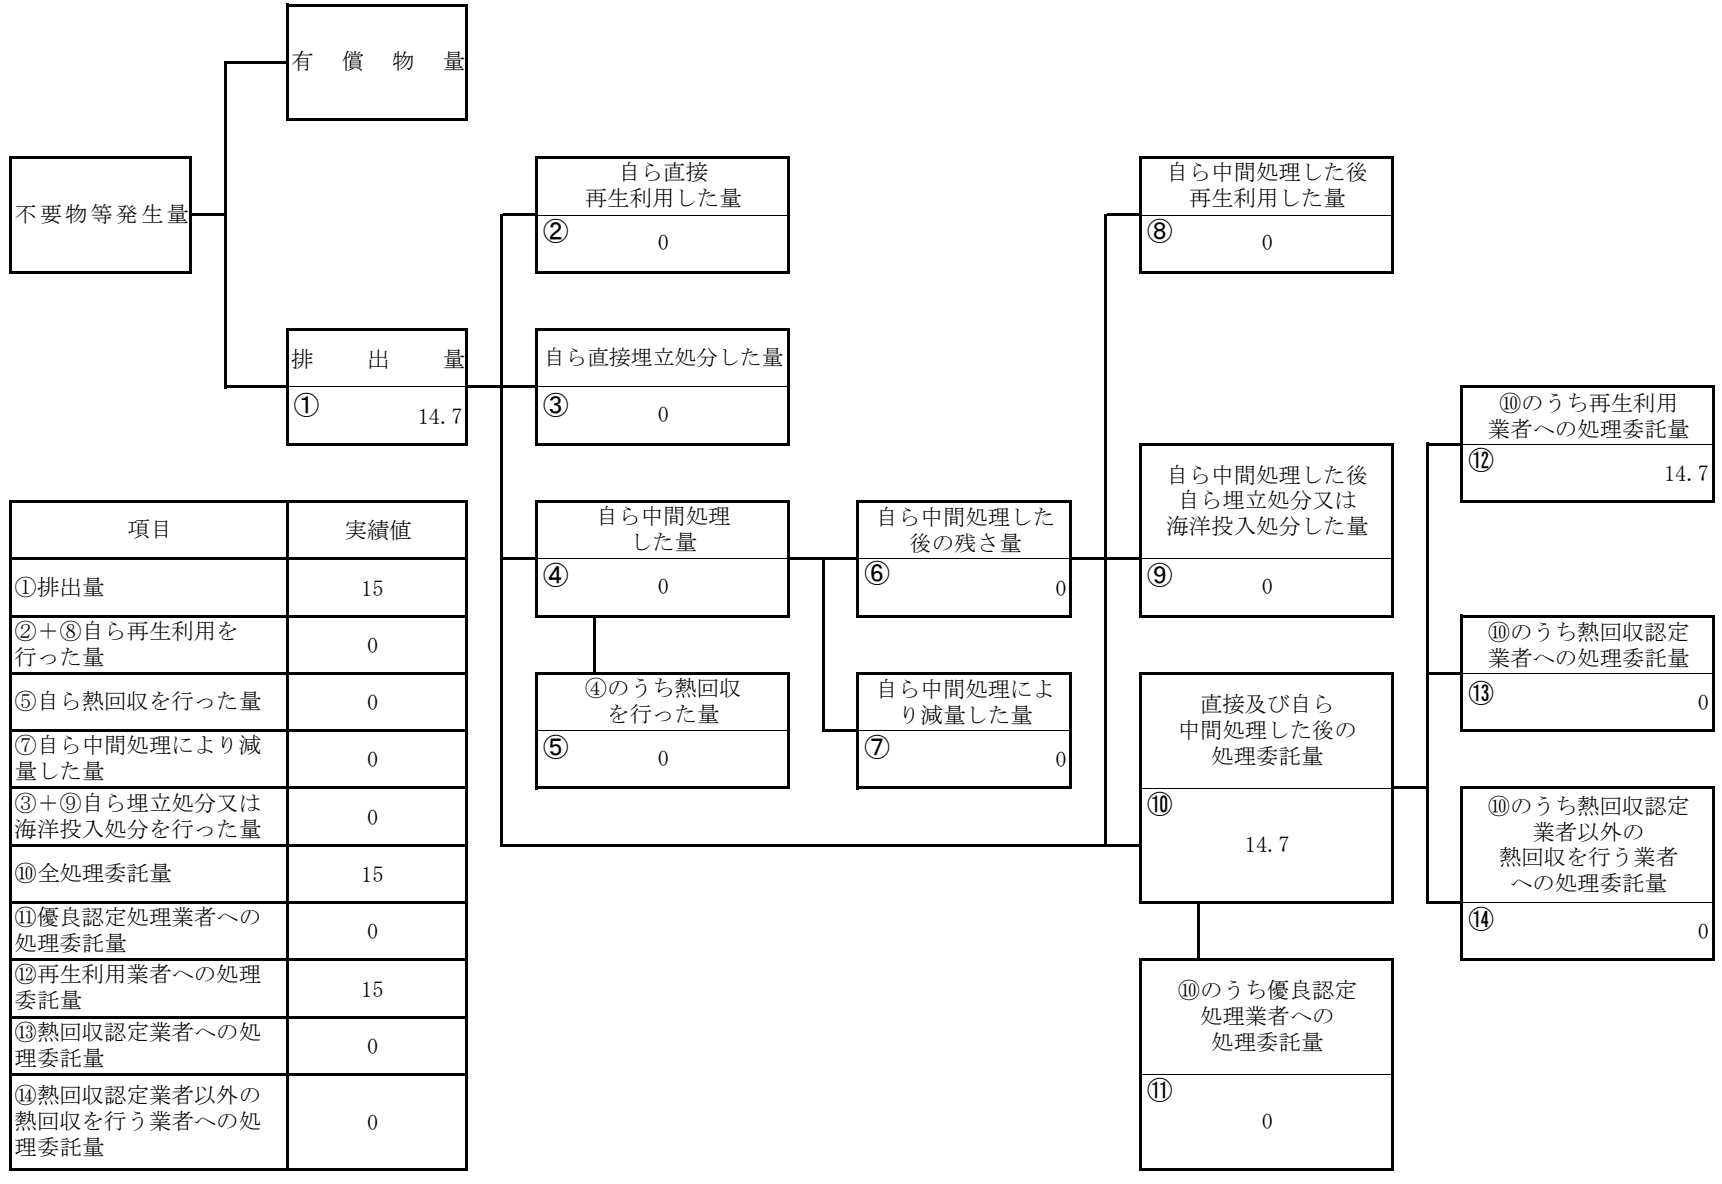 有償物量
不要物等発生量
自ら直接
再生利用した量
②
0
自ら中間処理した後
再生利用した量
⑧
0
排出量
①
14.7
自ら直接埋立処分した量
③
0
⑩のうち再生利用
業者への処理委託量
⑫
14.7
自ら中間処理した後
自ら埋立処分又は
海洋投入処分した量
⑨
0
自ら中間処理
した量
④
0
自ら中間処理した
後の残さ量
⑥
0
⑩のうち熱回収認定
業者への処理委託量
⑬
0
④のうち熱回収
を行った量
⑤
0
自ら中間処理によ
り減量した量
⑦
0
直接及び自ら
中間処理した後の
処理委託量
⑩
14.7
⑩のうち熱回収認定
業者以外の
熱回収を行う業者
への処理委託量
⑭
0
⑩のうち優良認定
処理業者への
処理委託量
⑪
0
項目 実績値
①排出量 15
②＋⑧自ら再生利用を
行った量 0
⑤自ら熱回収を行った量 0
⑦自ら中間処理により減
量した量 0
③＋⑨自ら埋立処分又は
海洋投入処分を行った量 0
⑩全処理委託量 15
⑪優良認定処理業者への
処理委託量 0
⑫再生利用業者への処理
委託量 15
⑬熱回収認定業者への処
理委託量 0
⑭熱回収認定業者以外の
熱回収を行う業者への処
理委託量 0